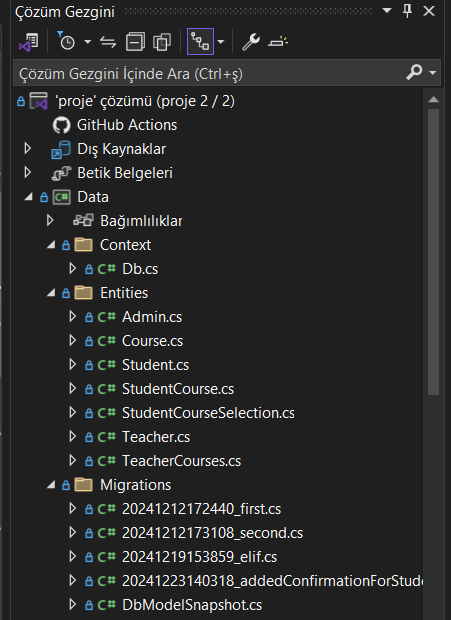 Çözüm Gezgini
Çözüm Gezgini İçinde Ara (Ctrl+ş)
'proje' çözümü (proje 2 / 2)
GitHub Actions
Dış Kaynaklar
Betik Belgeleri
Data
Bağımlılıklar
Context
Db.cs
Entities
Admin.cs
Course.cs
Student.cs
StudentCourse.cs
StudentCourseSelection.cs
Teacher.cs
TeacherCourses.cs
Migrations
20241212172440_first.cs
20241212173108_second.cs
20241219153859_elif.cs
20241223140318_addedConfirmationForStude
DbModelSnapshot.cs